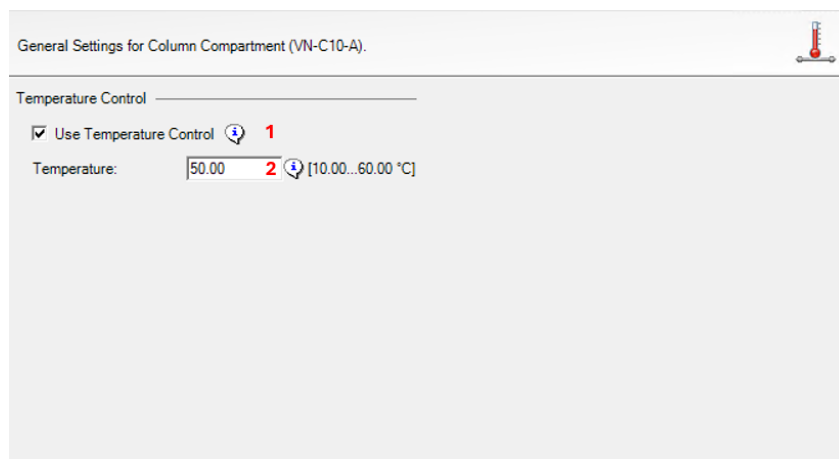 General Settings for Column Compartment (VN-C10-A).
Temperature Control
Use Temperature Control 1
Temperature: 50.00 2 [10.00...60.00 °C]